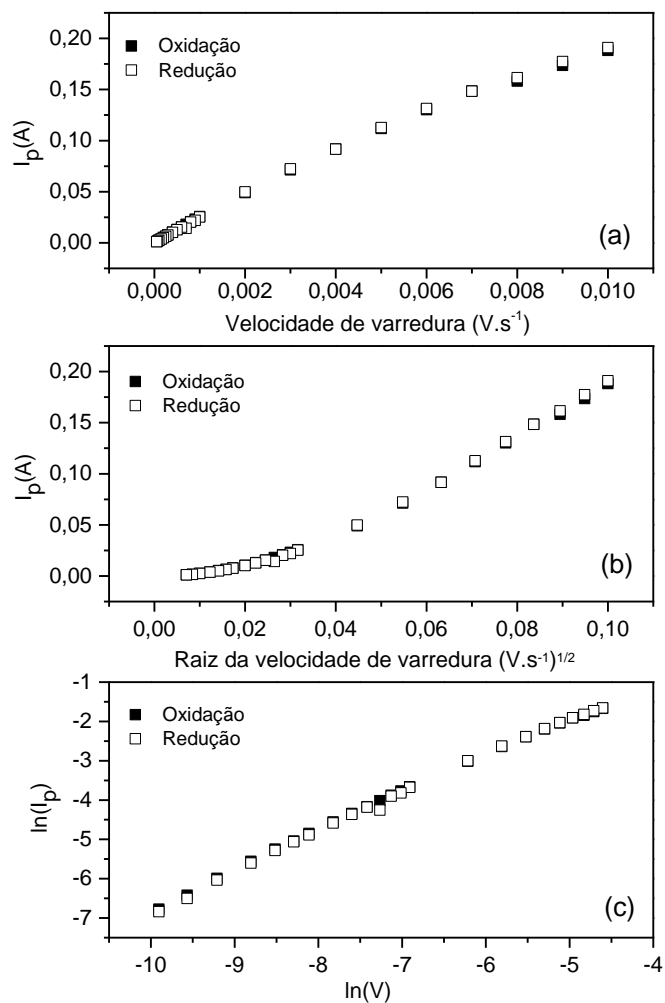 0,20
0,15
0,10
0,05
0,00
Iₚ(A)
Oxidação
Redução
(a)
0,000 0,002 0,004 0,006 0,008 0,010
Velocidade de varredura (V.s⁻¹)
0,20
0,15
0,10
0,05
0,00
Iₚ(A)
Oxidação
Redução
(b)
0,00 0,02 0,04 0,06 0,08 0,10
Raiz da velocidade de varredura (V.s⁻¹)¹ᐟ²
-1
-2
-3
-4
-5
-6
-7
ln(Iₚ)
Oxidação
Redução
(c)
-10 -9 -8 -7 -6 -5 -4
ln(V)